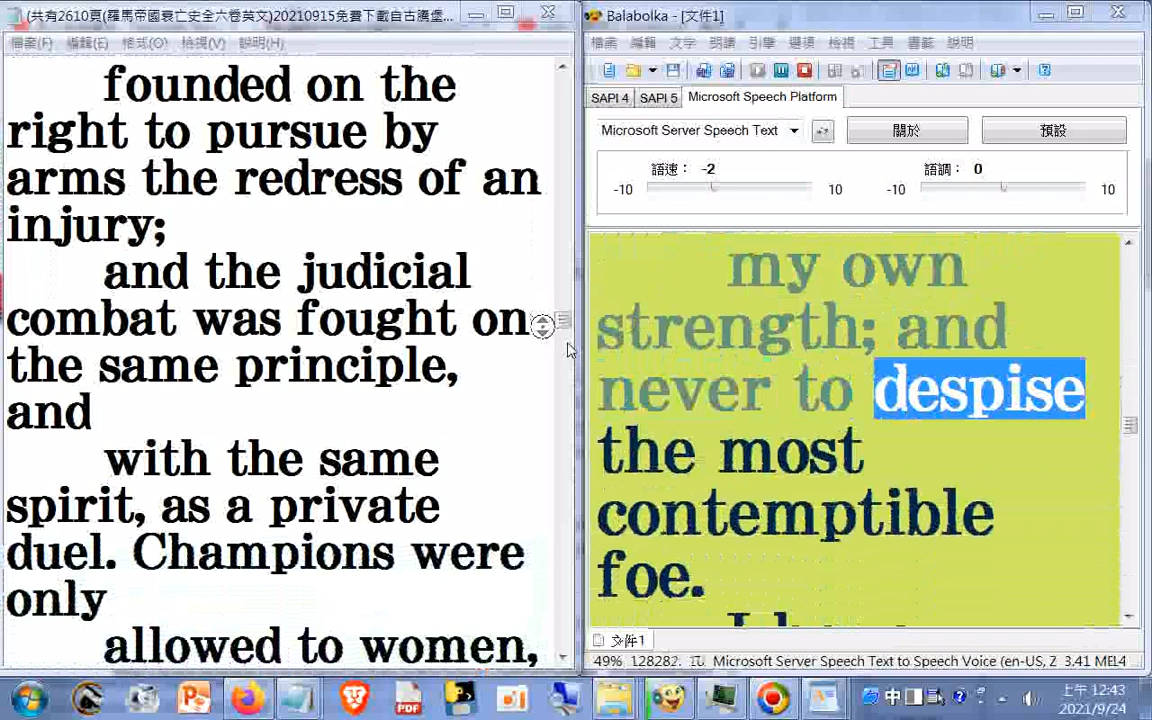 (共有2610頁(羅馬帝國衰亡史全六卷英文)20210915免費下載自古騰堡...
檔案(F) 編輯(E) 格式(O) 檢視(V) 說明(H)
founded on the
right to pursue by
arms the redress of an
injury;
and the judicial
combat was fought on
the same principle,
and
with the same
spirit, as a private
duel. Champions were
only
allowed to women,
Balabolka - [文件1]
檔案 編輯 文字 朗讀 引擎 選項 檢視 工具 書籤 說明
SAPI 4 SAPI 5 Microsoft Speech Platform
Microsoft Server Speech Text 關於 預設
語速： -2 語調： 0
-10 10 -10 10
my own
strength; and
never to despise
the most
contemptible
foe.
文件1
49% 128282. Microsoft Server Speech Text to Speech Voice (en-US, Z 3.41 MEL4
中
上午 12:43
2021/9/24